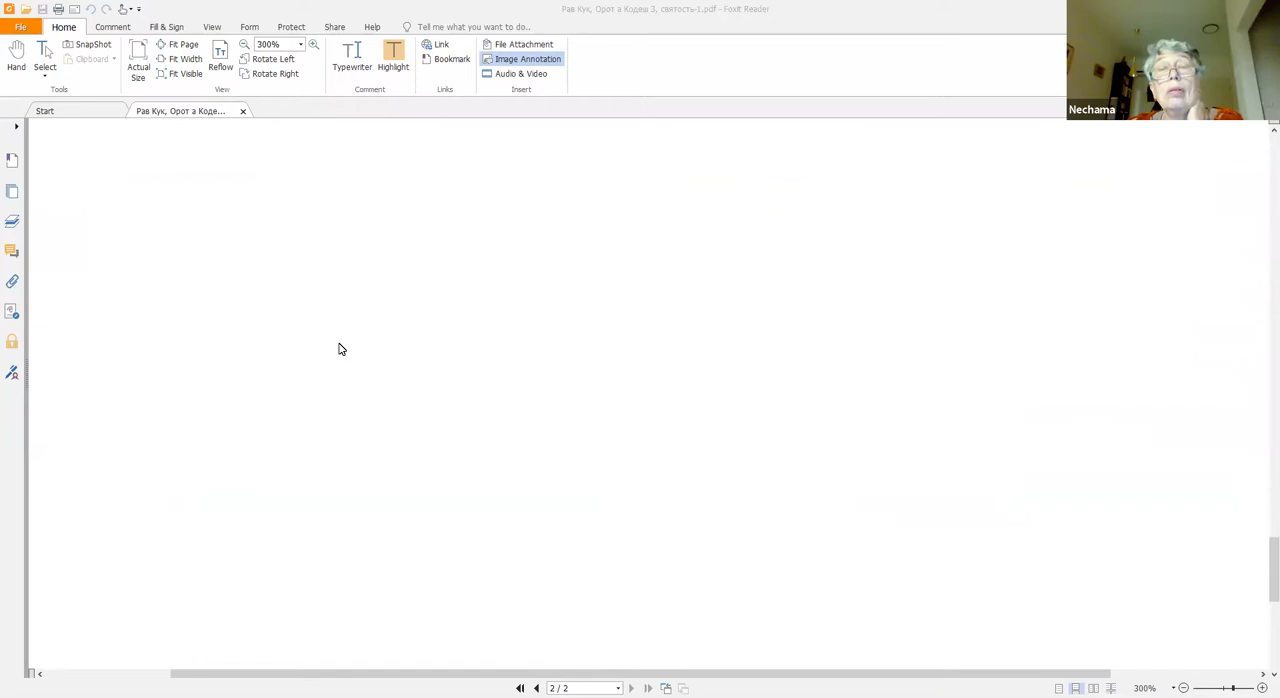 Рав Кук, Орот а Кодеш 3, святость-1.pdf - Foxit Reader
File Home Comment Fill & Sign View Form Protect Share Help Tell me what you want to do..
SnapShot Fit Page 300% Link File Attachment
Clipboard Fit Width Rotate Left Bookmark Image Annotation
Hand Select Actual Size Fit Visible Reflow Rotate Right Typewriter Highlight Audio & Video
Tools View Comment Links Insert
Start Рав Кук, Орот а Коде...
Nechama
2 / 2 300%